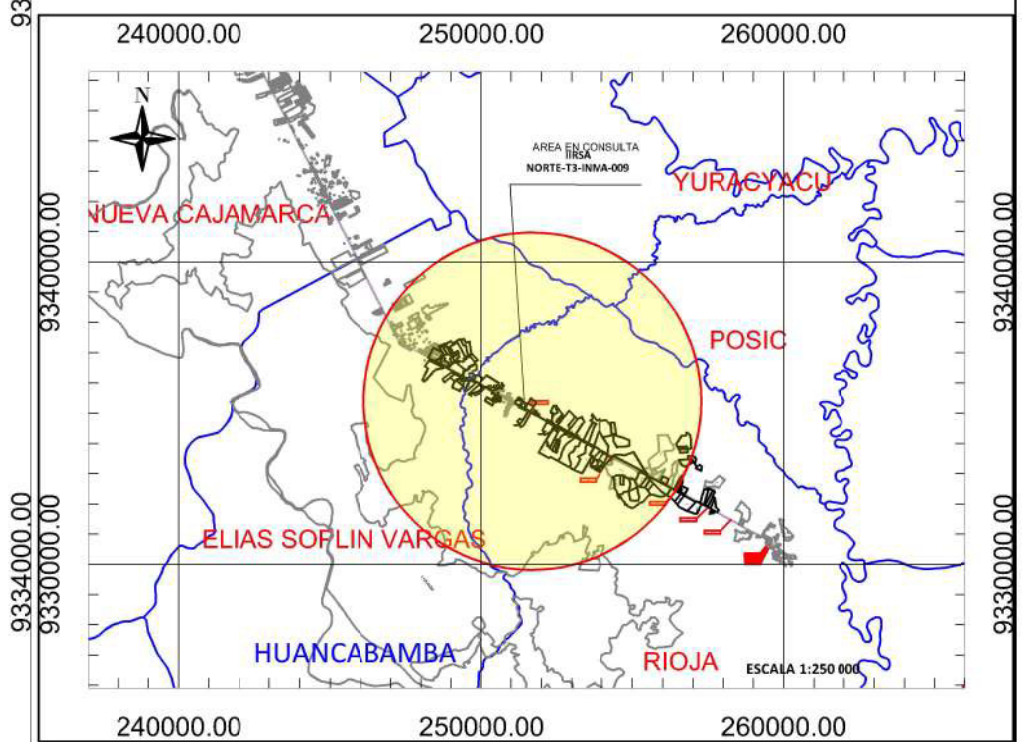 240000.00 250000.00 260000.00
N
AREA EN CONSULTA
IIRSA
NORTE-T3-INVA-009
YURACYACU
NUEVA CAJAMARCA
9340000.00
9340000.00
POSIC
ELIAS SOPLIN VARGAS
9330000.00
9330000.00
HUANCABAMBA
RIOJA
ESCALA 1:250 000
240000.00 250000.00 260000.00